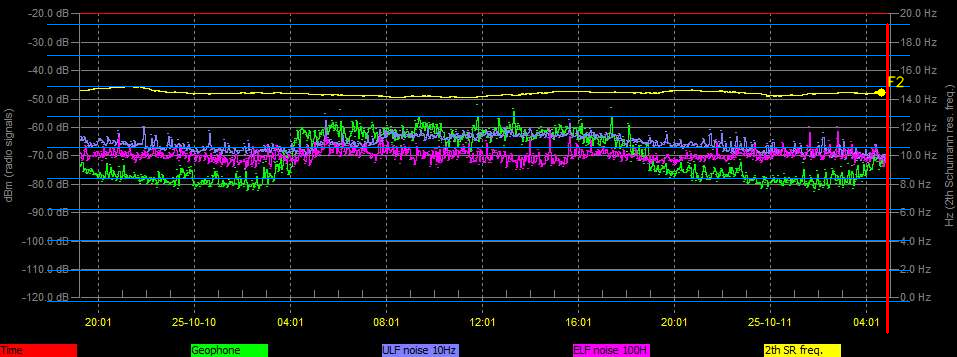 -20.0 dB 20.0 Hz
-30.0 dB 18.0 Hz
-40.0 dB 16.0 Hz
F2
-50.0 dB 14.0 Hz
-60.0 dB 12.0 Hz
-70.0 dB 10.0 Hz
-80.0 dB 8.0 Hz
-90.0 dB 6.0 Hz
-100.0 dB 4.0 Hz
-110.0 dB 2.0 Hz
-120.0 dB 0.0 Hz
dBm (radio signals)
Hz (2th Schumann res. freq.)
20:01 25-10-10 04:01 08:01 12:01 16:01 20:01 25-10-11 04:01
Time Geophone ULF noise 10Hz ELF noise 100H 2th SR freq.